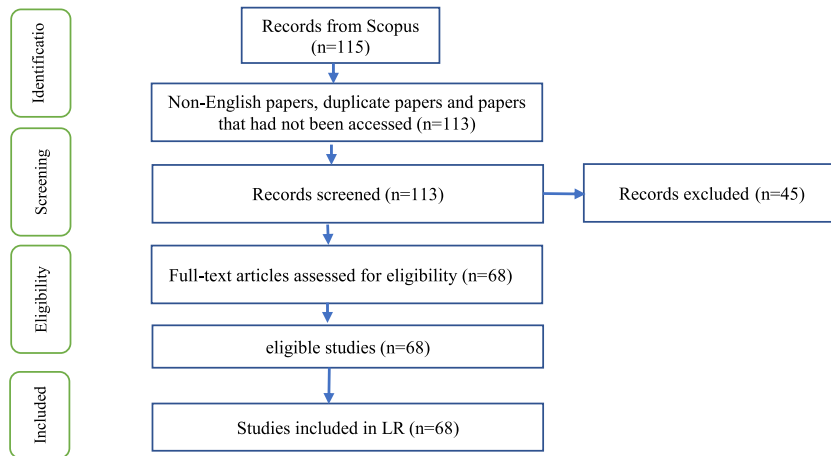 Identificatio
Records from Scopus
(n=115)
Non-English papers, duplicate papers and papers
that had not been accessed (n=113)
Screening
Records screened (n=113)
Records excluded (n=45)
Eligibility
Full-text articles assessed for eligibility (n=68)
eligible studies (n=68)
Included
Studies included in LR (n=68)